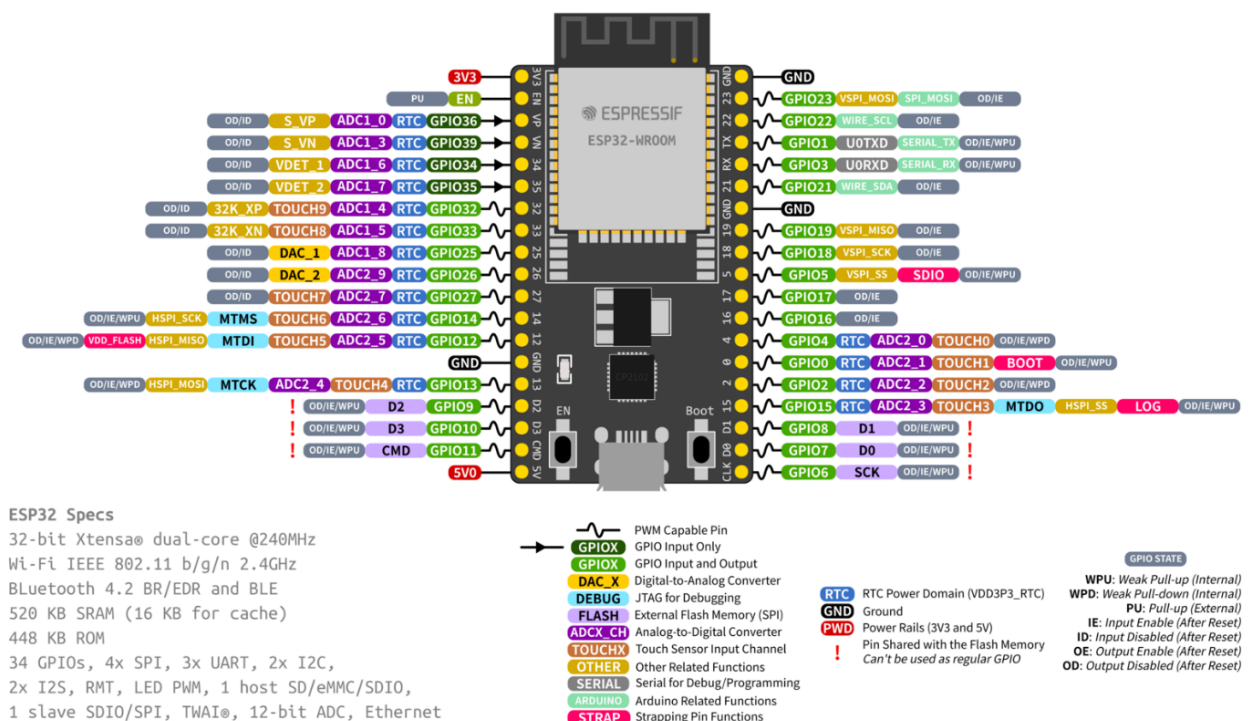 3V3
PU EN
OD/ID S_VP ADC1_0 RTC GPIO36
OD/ID S_VN ADC1_3 RTC GPIO39
OD/ID VDET_1 ADC1_6 RTC GPIO34
OD/ID VDET_2 ADC1_7 RTC GPIO35
OD/ID 32K_XP TOUCH9 ADC1_4 RTC GPIO32
OD/ID 32K_XN TOUCH8 ADC1_5 RTC GPIO33
OD/ID DAC_1 ADC1_8 RTC GPIO25
OD/ID DAC_2 ADC2_9 RTC GPIO26
OD/ID TOUCH7 ADC2_7 RTC GPIO27
OD/IE/WPU HSPI_SCK MTMS TOUCH6 ADC2_6 RTC GPIO14
OD/IE/WPD VDD_FLASH HSPI_MISO MTDI TOUCH5 ADC2_5 RTC GPIO12
GND
OD/IE/WPD HSPI_MOSI MTCK ADC2_4 TOUCH4 RTC GPIO13
! OD/IE/WPU D2 GPIO9
! OD/IE/WPU D3 GPIO10
! OD/IE/WPU CMD GPIO11
5V0
3V3
EN
VP
VN
34
35
32
33
25
26
27
14
12
GND
13
D2
D3
CMD
5V
ESPRESSIF
ESP32-WROOM
CP2102
EN
Boot
GND
23
22
TX
RX
21
GND
19
18
5
17
16
4
0
2
15
D1
D0
CLK
GND
GPIO23 VSPI_MOSI SPI_MOSI OD/IE
GPIO22 WIRE_SCL OD/IE
GPIO1 U0TXD SERIAL_TX OD/IE/WPU
GPIO3 U0RXD SERIAL_RX OD/IE/WPU
GPIO21 WIRE_SDA OD/IE
GND
GPIO19 VSPI_MISO OD/IE
GPIO18 VSPI_SCK OD/IE
GPIO5 VSPI_SS SDIO OD/IE/WPU
GPIO17 OD/IE
GPIO16 OD/IE
GPIO4 RTC ADC2_0 TOUCH0 OD/IE/WPD
GPIO0 RTC ADC2_1 TOUCH1 BOOT OD/IE/WPU
GPIO2 RTC ADC2_2 TOUCH2 OD/IE/WPD
GPIO15 RTC ADC2_3 TOUCH3 MTDO HSPI_SS LOG OD/IE/WPU
GPIO8 D1 OD/IE/WPU !
GPIO7 D0 OD/IE/WPU !
GPIO6 SCK OD/IE/WPU !
ESP32 Specs
32-bit Xtensa® dual-core @240MHz
Wi-Fi IEEE 802.11 b/g/n 2.4GHz
BLuetooth 4.2 BR/EDR and BLE
520 KB SRAM (16 KB for cache)
448 KB ROM
34 GPIOs, 4x SPI, 3x UART, 2x I2C,
2x I2S, RMT, LED PWM, 1 host SD/eMMC/SDIO,
1 slave SDIO/SPI, TWAI®, 12-bit ADC, Ethernet
PWM Capable Pin
GPIOX GPIO Input Only
GPIOX GPIO Input and Output
DAC_X Digital-to-Analog Converter
DEBUG JTAG for Debugging
FLASH External Flash Memory (SPI)
ADCX_CH Analog-to-Digital Converter
TOUCHX Touch Sensor Input Channel
OTHER Other Related Functions
SERIAL Serial for Debug/Programming
ARDUINO Arduino Related Functions
STRAP Strapping Pin Functions
RTC RTC Power Domain (VDD3P3_RTC)
GND Ground
PWD Power Rails (3V3 and 5V)
! Pin Shared with the Flash Memory
Can't be used as regular GPIO
GPIO STATE
WPU: Weak Pull-up (Internal)
WPD: Weak Pull-down (Internal)
PU: Pull-up (External)
IE: Input Enable (After Reset)
ID: Input Disabled (After Reset)
OE: Output Enable (After Reset)
OD: Output Disabled (After Reset)